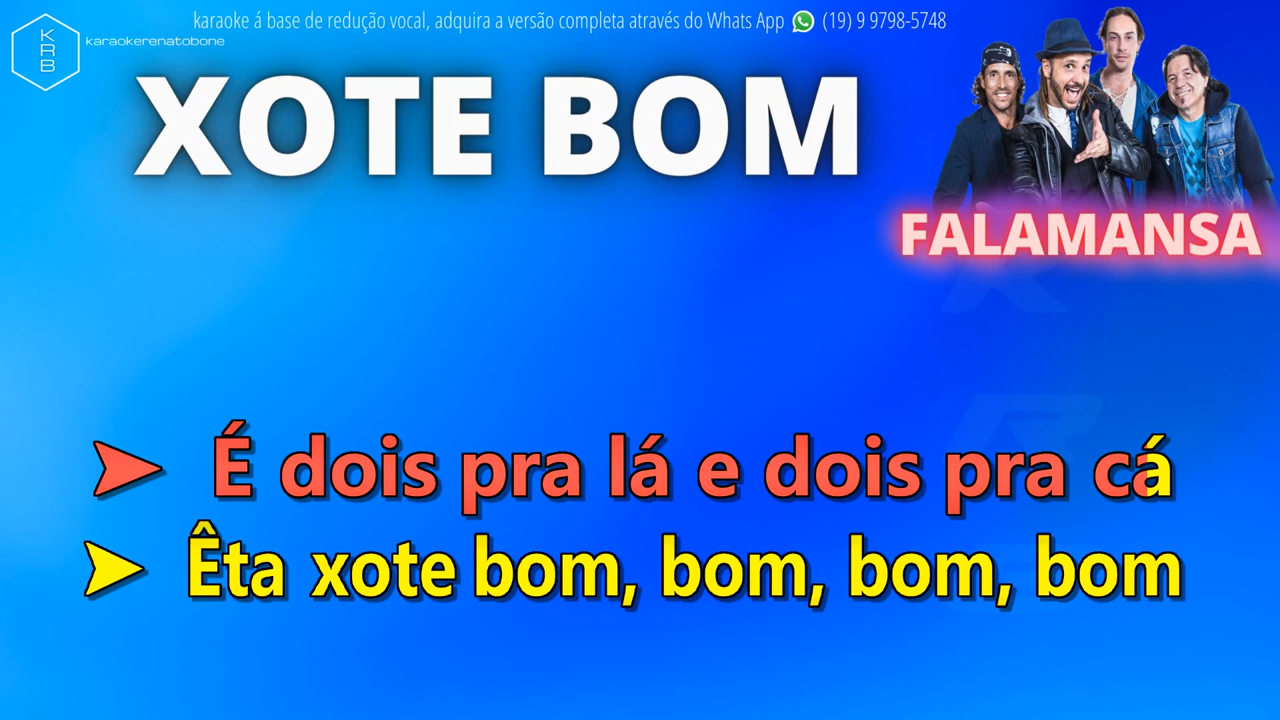 karaoke á base de redução vocal, adquira a versão completa através do Whats App (19) 9 9798-5748
KRB
karaokerenatobone
XOTE BOM
FALAMANSA
É dois pra lá e dois pra cá
Êta xote bom, bom, bom, bom